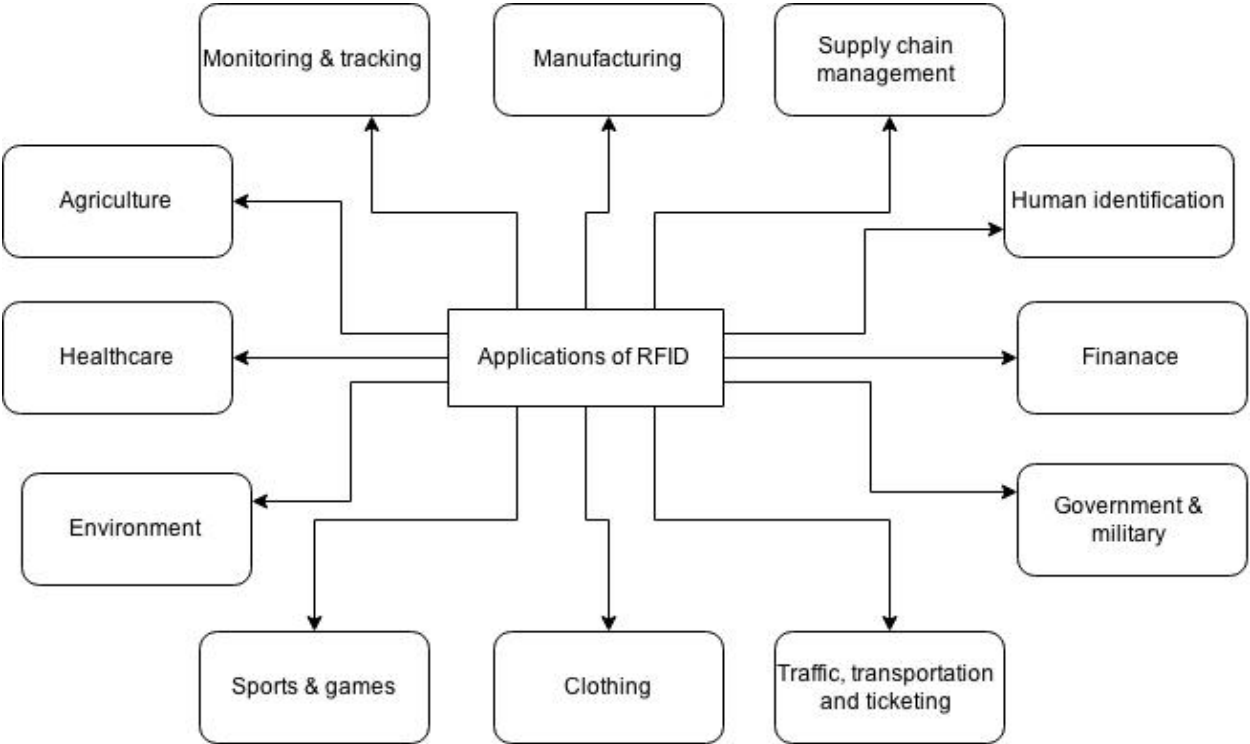 Monitoring & tracking
Manufacturing
Supply chain
management
Agriculture
Human identification
Healthcare
Applications of RFID
Finanace
Environment
Government &
military
Sports & games
Clothing
Traffic, transportation
and ticketing